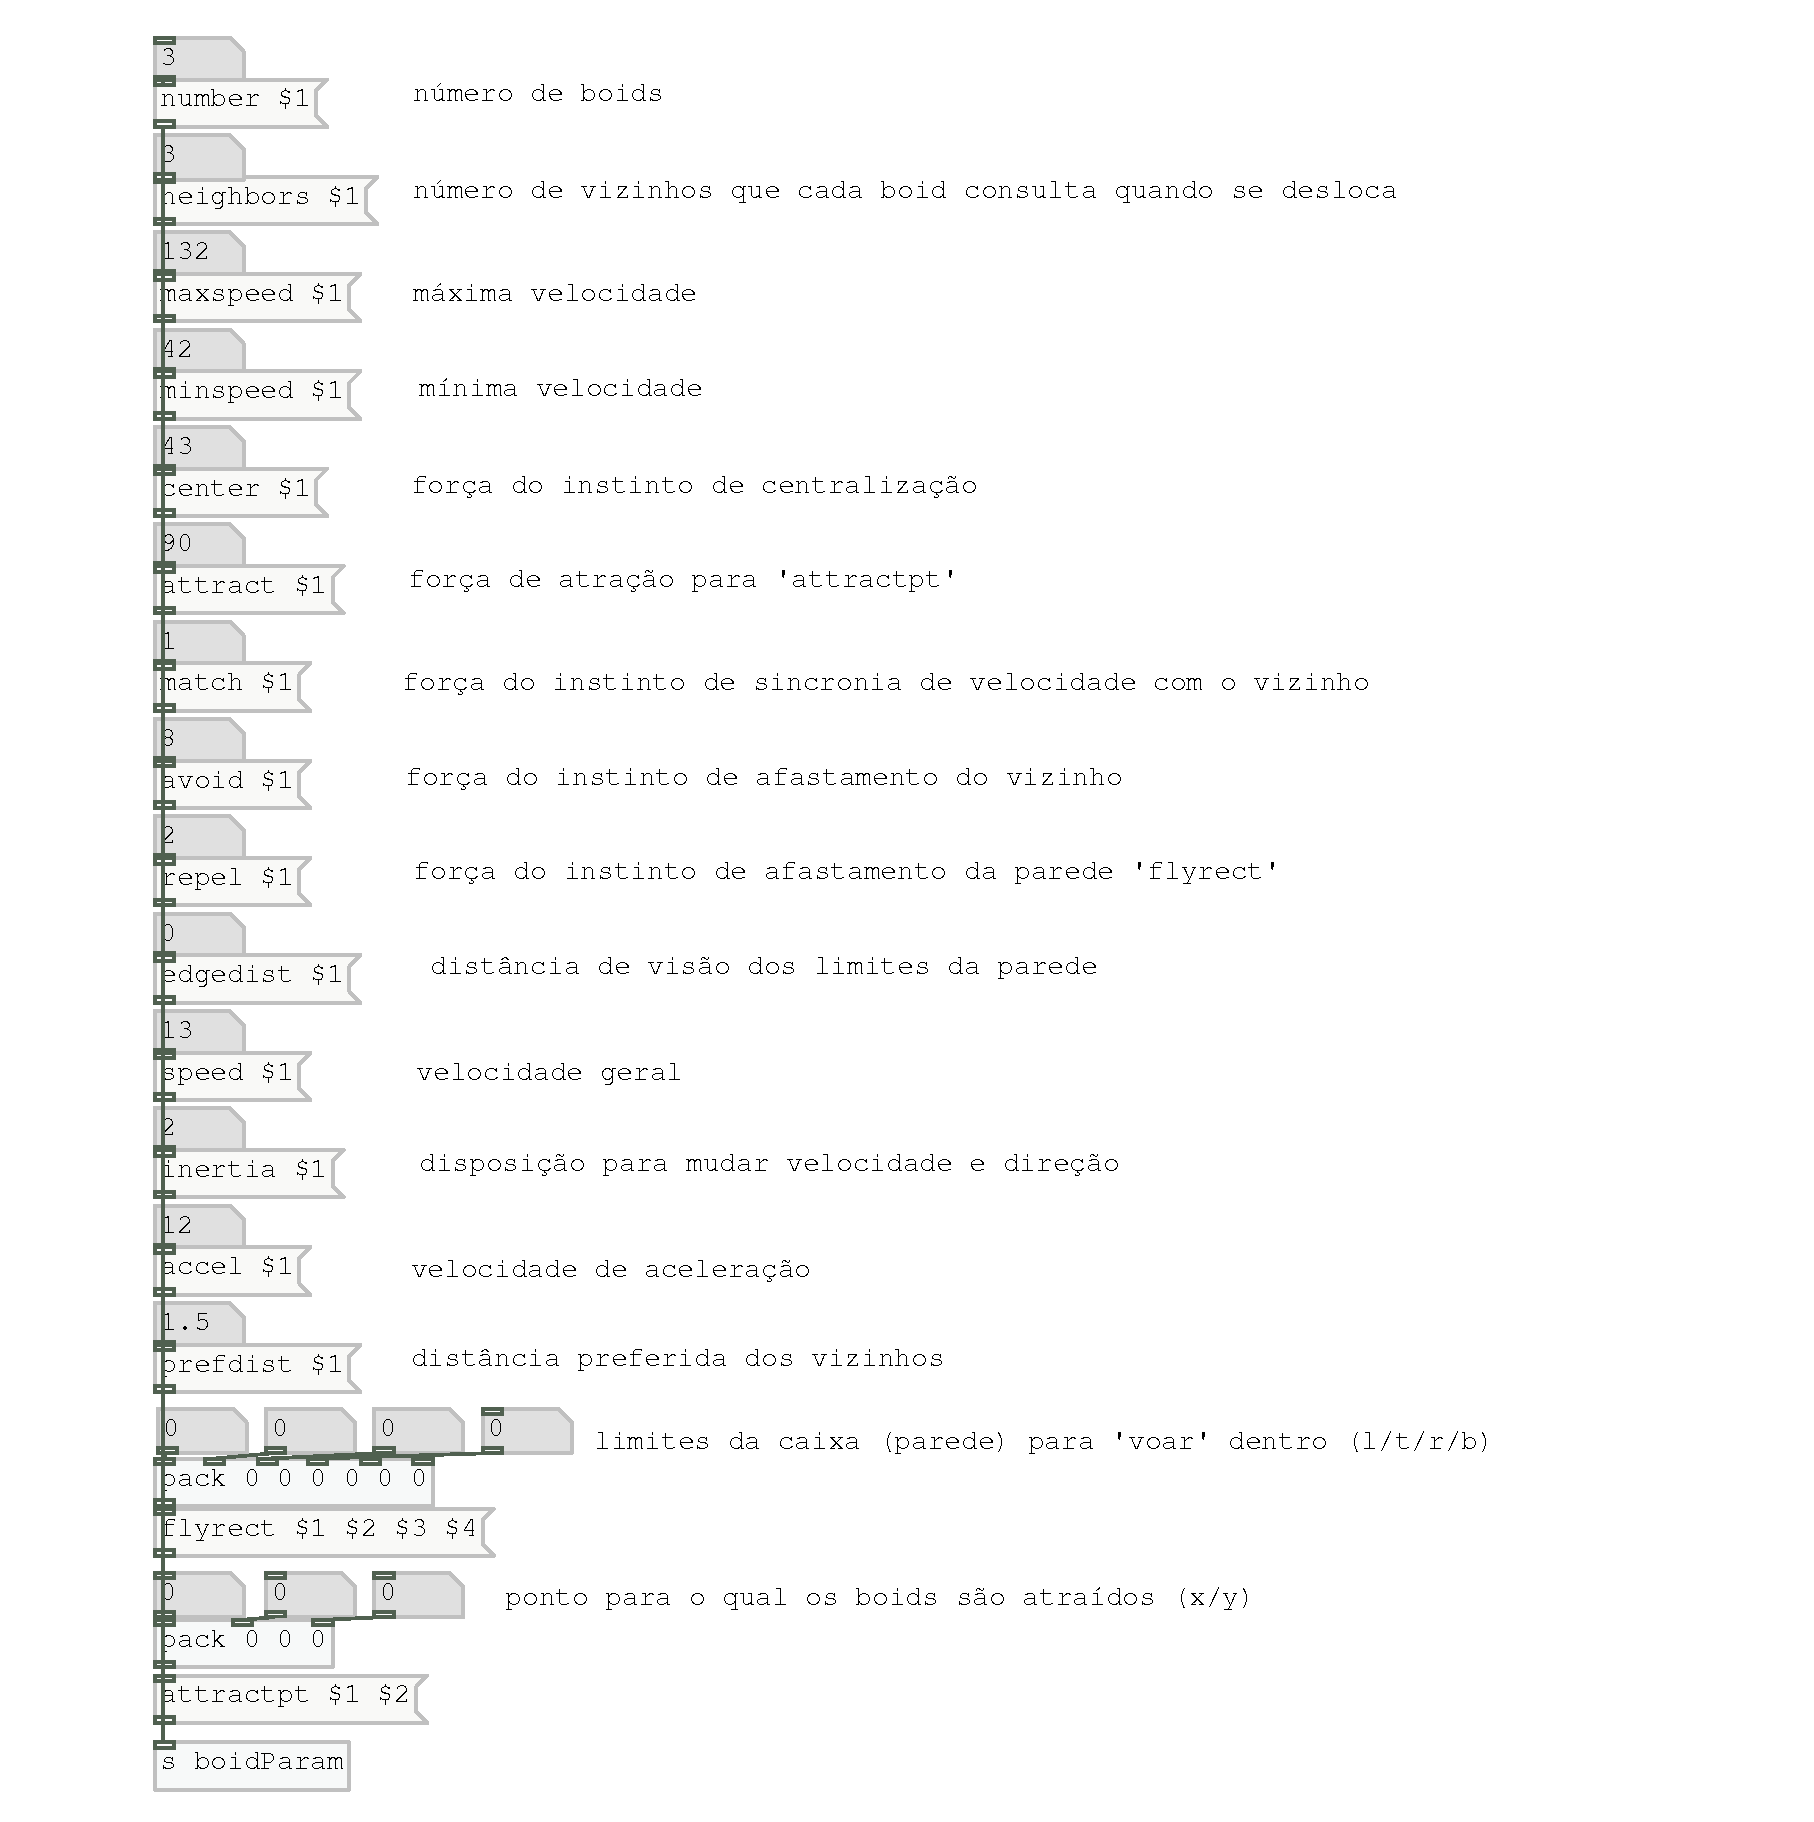 3
number $1 número de boids
3
neighbors $1 número de vizinhos que cada boid consulta quando se desloca
132
maxspeed $1 máxima velocidade
42
minspeed $1 mínima velocidade
43
center $1 força do instinto de centralização
90
attract $1 força de atração para 'attractpt'
1
match $1 força do instinto de sincronia de velocidade com o vizinho
8
avoid $1 força do instinto de afastamento do vizinho
2
repel $1 força do instinto de afastamento da parede 'flyrect'
0
edgedist $1 distância de visão dos limites da parede
13
speed $1 velocidade geral
2
inertia $1 disposição para mudar velocidade e direção
12
accel $1 velocidade de aceleração
1.5
prefdist $1 distância preferida dos vizinhos
0 0 0 0 limites da caixa (parede) para 'voar' dentro (l/t/r/b)
pack 0 0 0 0 0 0
flyrect $1 $2 $3 $4
0 0 0 ponto para o qual os boids são atraídos (x/y)
pack 0 0 0
attractpt $1 $2
s boidParam